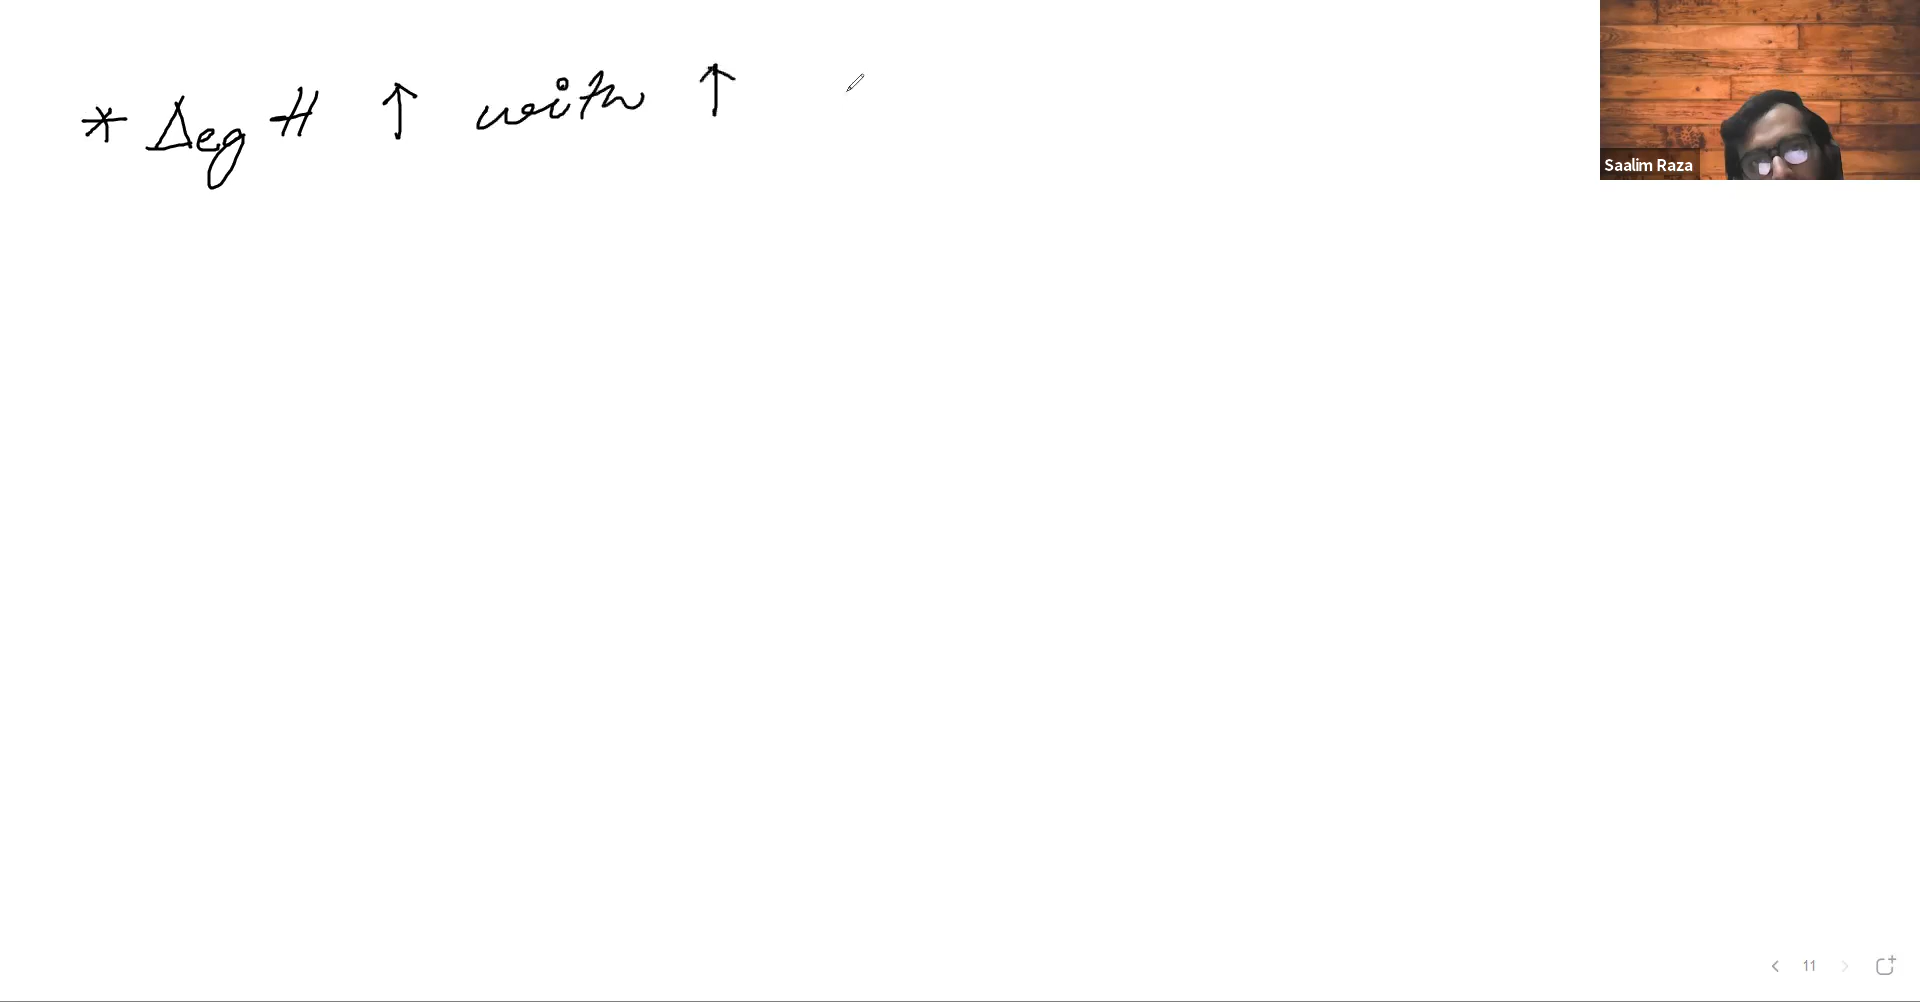 * Δeg H ↑ with ↑
Saalim Raza
11